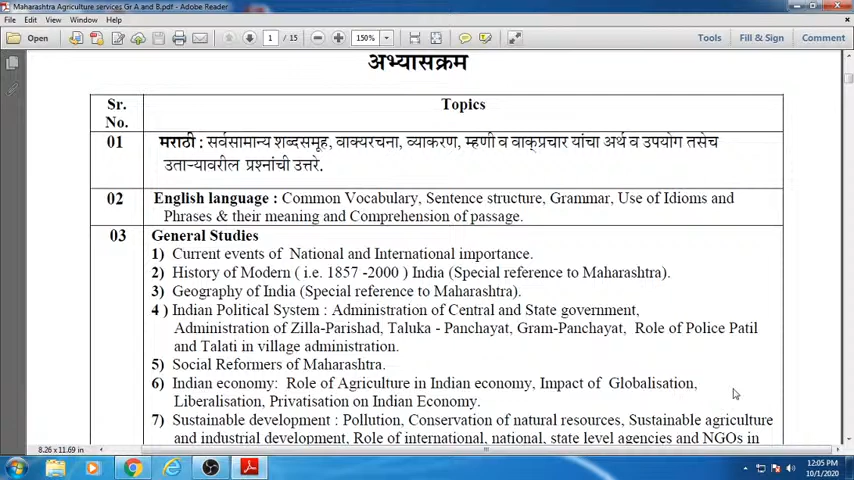 Maharashtra Agriculture services Gr A and B.pdf - Adobe Reader
File Edit View Window Help
Open 1 / 15 150% Tools Fill & Sign Comment
अभ्यासक्रम
Sr. No. Topics
01 मराठी : सर्वसामान्य शब्दसमूह, वाक्यरचना, व्याकरण, म्हणी व वाक्प्रचार यांचा अर्थ व उपयोग तसेच
उताऱ्यावरील प्रश्नांची उत्तरे.
02 English language : Common Vocabulary, Sentence structure, Grammar, Use of Idioms and
Phrases & their meaning and Comprehension of passage.
03 General Studies
1) Current events of National and International importance.
2) History of Modern ( i.e. 1857 -2000 ) India (Special reference to Maharashtra).
3) Geography of India (Special reference to Maharashtra).
4 ) Indian Political System : Administration of Central and State government,
Administration of Zilla-Parishad, Taluka - Panchayat, Gram-Panchayat, Role of Police Patil
and Talati in village administration.
5) Social Reformers of Maharashtra.
6) Indian economy: Role of Agriculture in Indian economy, Impact of Globalisation,
Liberalisation, Privatisation on Indian Economy.
7) Sustainable development : Pollution, Conservation of natural resources, Sustainable agriculture
and industrial development, Role of international, national, state level agencies and NGOs in
8.26 x 11.69 in
12:05 PM
10/1/2020